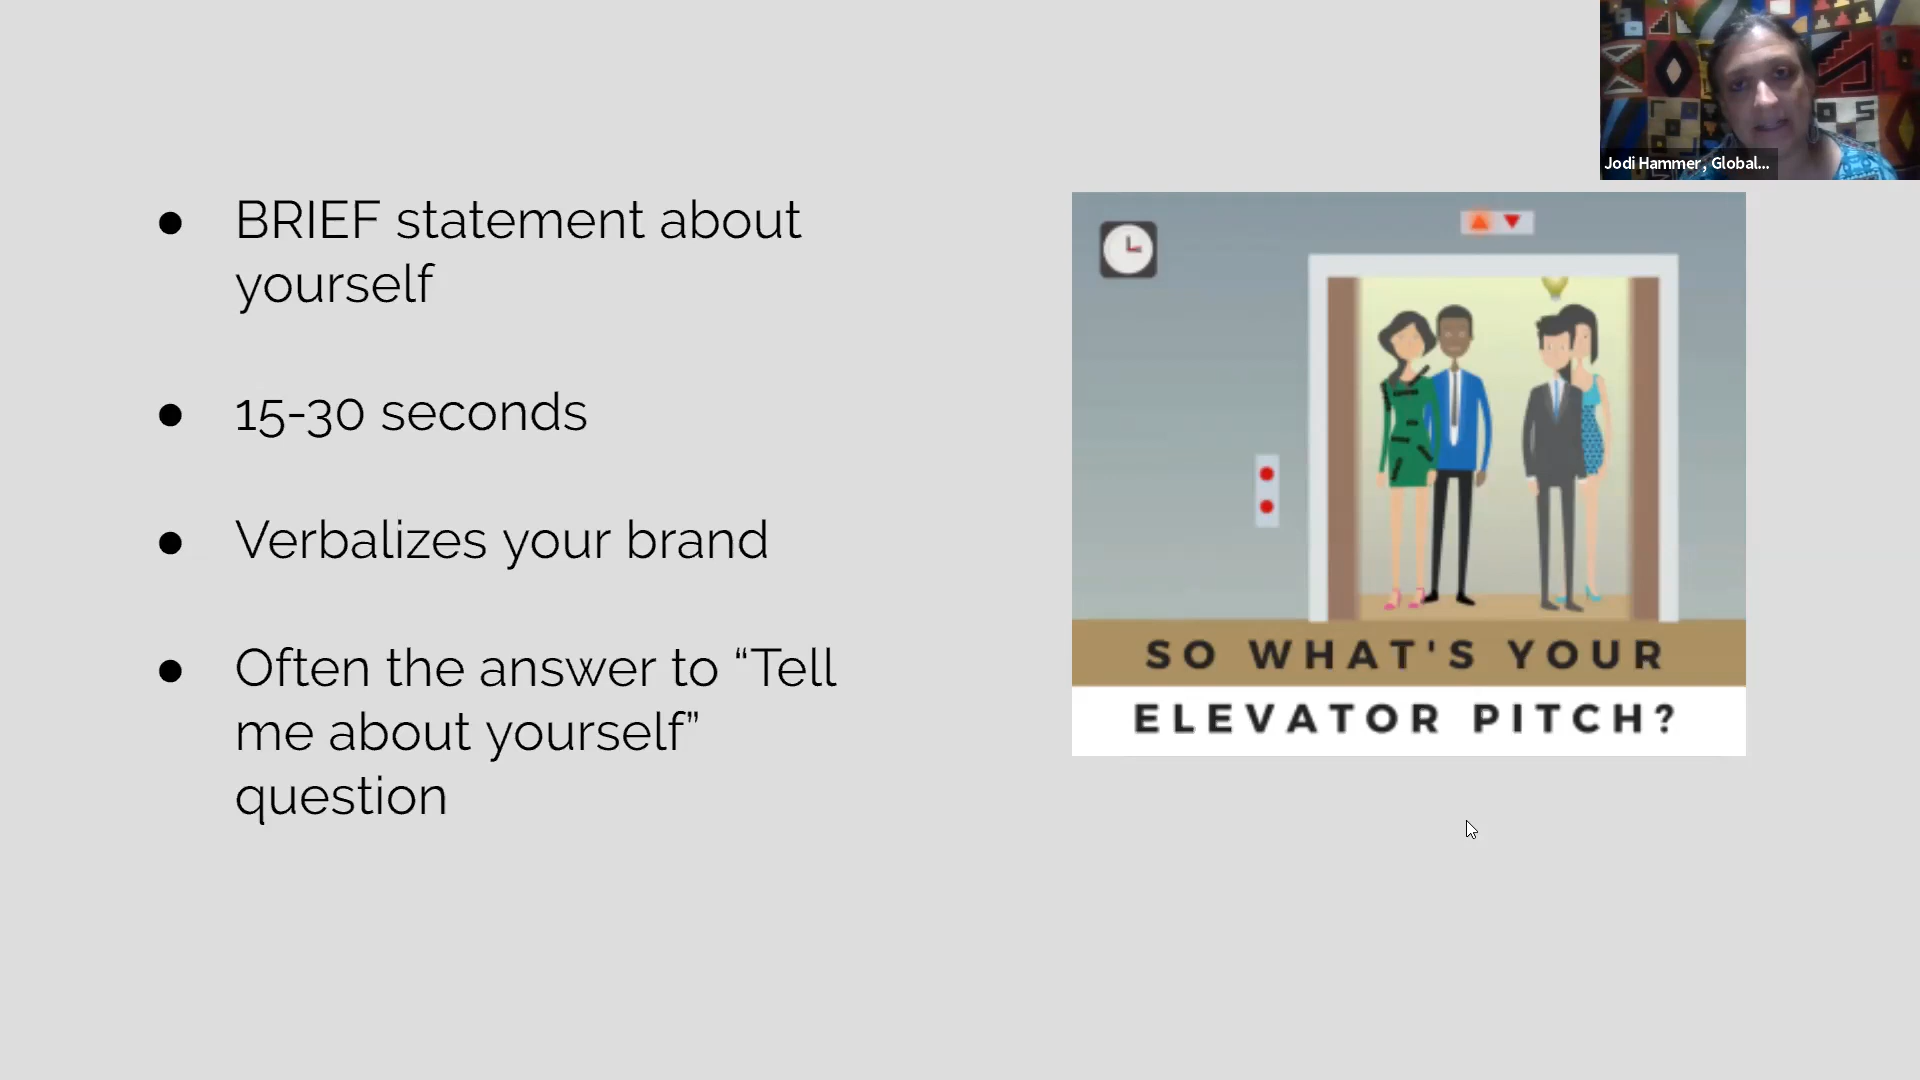 Jodi Hammer, Global...
● BRIEF statement about
yourself
● 15-30 seconds
● Verbalizes your brand
● Often the answer to “Tell
me about yourself”
question
SO WHAT'S YOUR
ELEVATOR PITCH?